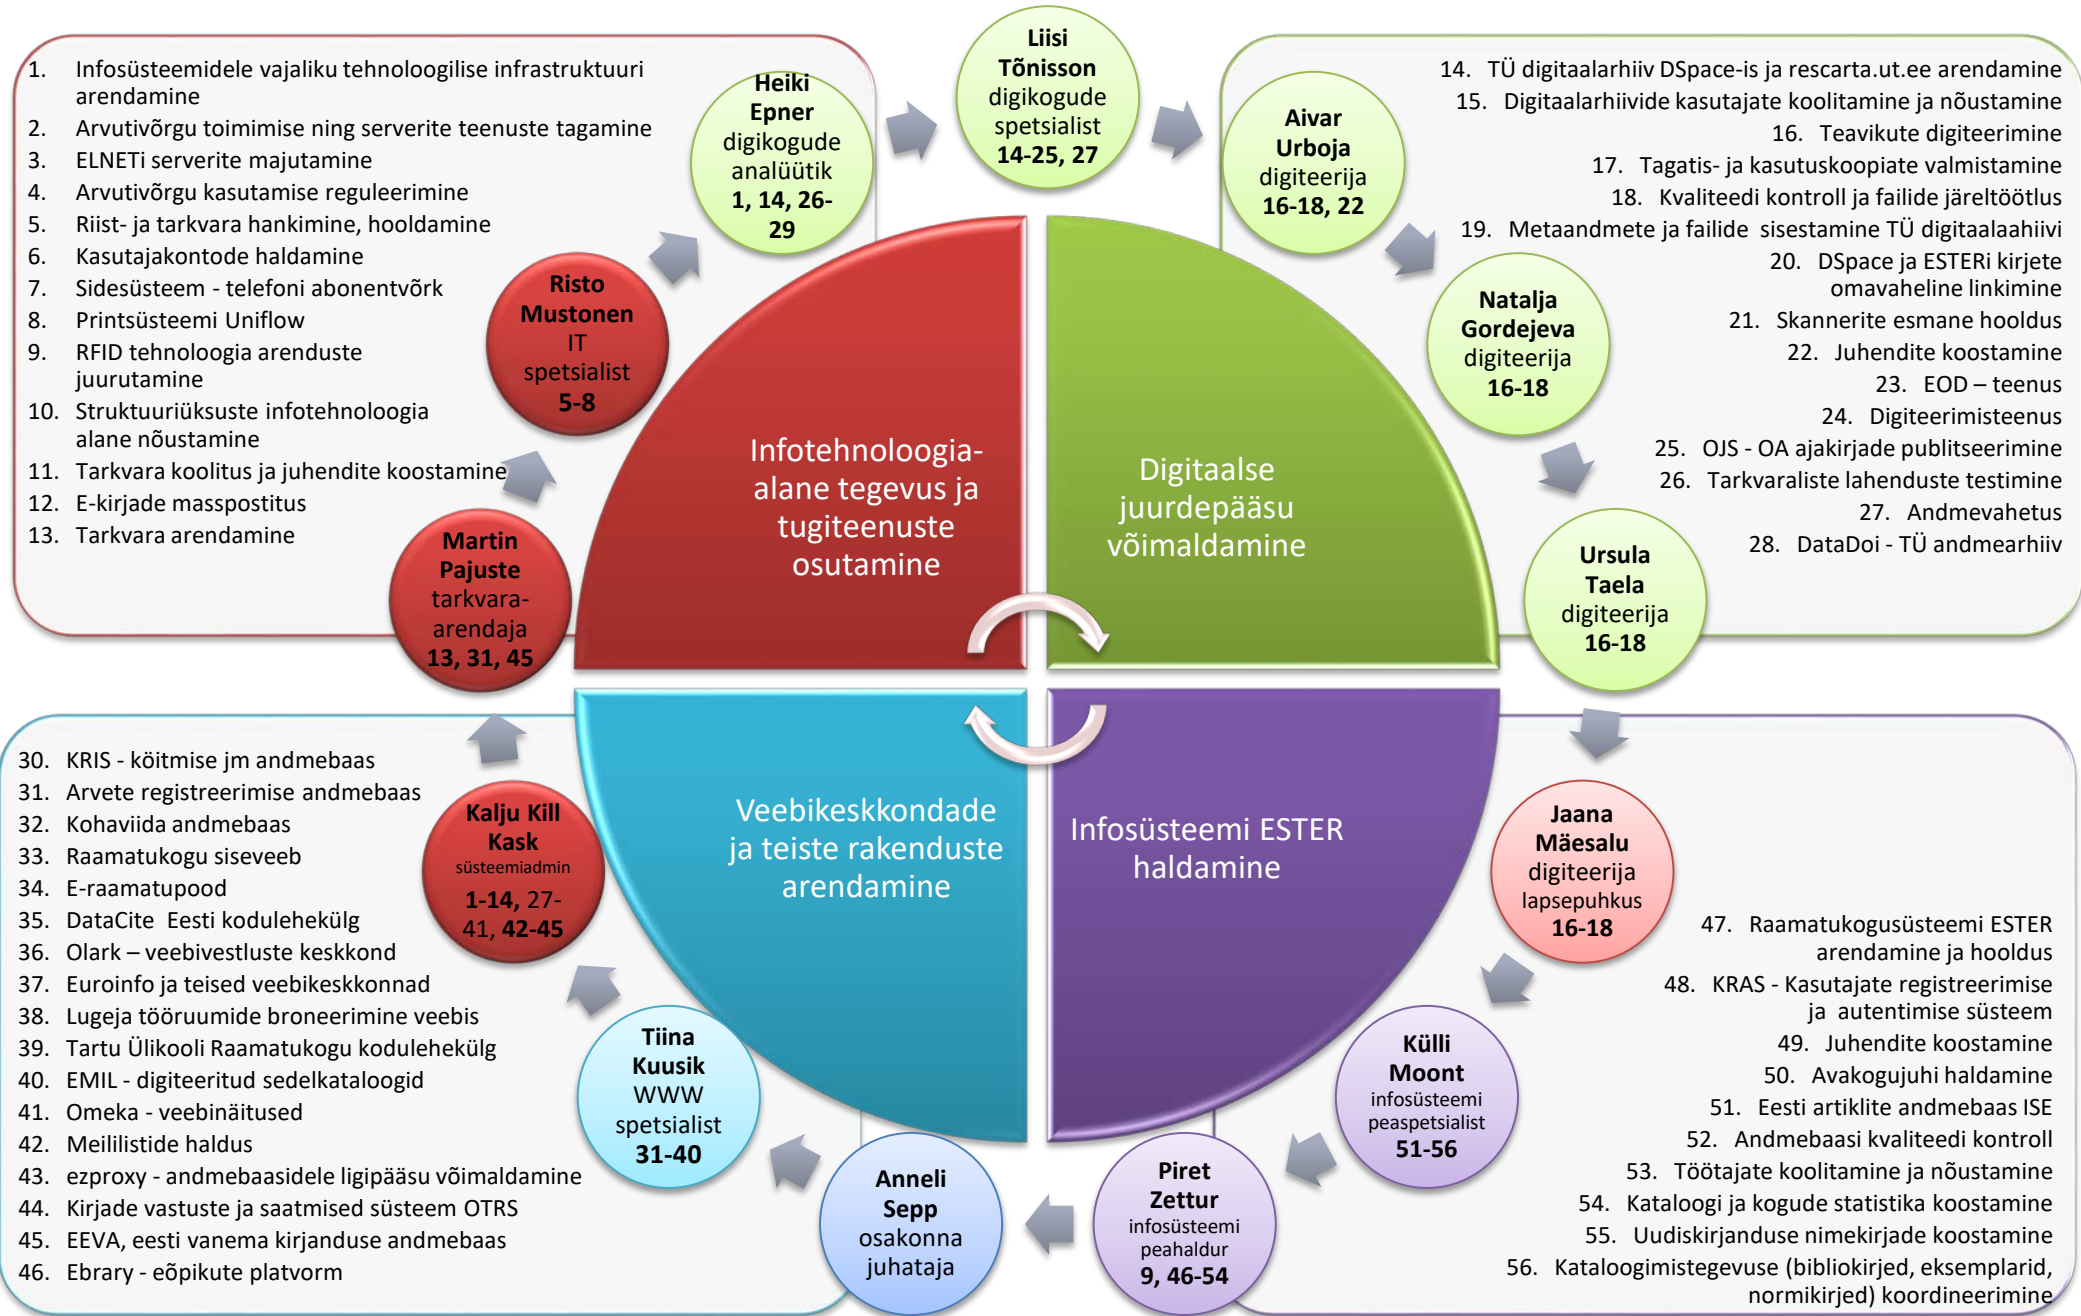 1. Infosüsteemidele vajaliku tehnoloogilise infrastruktuuri
arendamine
2. Arvutivõrgu toimimise ning serverite teenuste tagamine
3. ELNETi serverite majutamine
4. Arvutivõrgu kasutamise reguleerimine
5. Riist- ja tarkvara hankimine, hooldamine
6. Kasutajakontode haldamine
7. Sidesüsteem - telefoni abonentvõrk
8. Printsüsteemi Uniflow
9. RFID tehnoloogia arenduste
juurutamine
10. Struktuuriüksuste infotehnoloogia
alane nõustamine
11. Tarkvara koolitus ja juhendite koostamine
12. E-kirjade masspostitus
13. Tarkvara arendamine
Heiki
Epner
digikogude
analüütik
1, 14, 26-
29
Liisi
Tõnisson
digikogude
spetsialist
14-25, 27
Aivar
Urboja
digiteerija
16-18, 22
Natalja
Gordejeva
digiteerija
16-18
Ursula
Taela
digiteerija
16-18
Risto
Mustonen
IT
spetsialist
5-8
Martin
Pajuste
tarkvara-
arendaja
13, 31, 45
Infotehnoloogia-
alane tegevus ja
tugiteenuste
osutamine
Digitaalse
juurdepääsu
võimaldamine
14. TÜ digitaalarhiiv DSpace-is ja rescarta.ut.ee arendamine
15. Digitaalarhiivide kasutajate koolitamine ja nõustamine
16. Teavikute digiteerimine
17. Tagatis- ja kasutuskoopiate valmistamine
18. Kvaliteedi kontroll ja failide järeltöötlus
19. Metaandmete ja failide sisestamine TÜ digitaalaahiivi
20. DSpace ja ESTERi kirjete
omavaheline linkimine
21. Skannerite esmane hooldus
22. Juhendite koostamine
23. EOD – teenus
24. Digiteerimisteenus
25. OJS - OA ajakirjade publitseerimine
26. Tarkvaraliste lahenduste testimine
27. Andmevahetus
28. DataDoi - TÜ andmearhiiv
30. KRIS - köitmise jm andmebaas
31. Arvete registreerimise andmebaas
32. Kohaviida andmebaas
33. Raamatukogu siseveeb
34. E-raamatupood
35. DataCite Eesti kodulehekülg
36. Olark – veebivestluste keskkond
37. Euroinfo ja teised veebikeskkonnad
38. Lugeja tööruumide broneerimine veebis
39. Tartu Ülikooli Raamatukogu kodulehekülg
40. EMIL - digiteeritud sedelkataloogid
41. Omeka - veebinäitused
42. Meililistide haldus
43. ezproxy - andmebaasidele ligipääsu võimaldamine
44. Kirjade vastuste ja saatmised süsteem OTRS
45. EEVA, eesti vanema kirjanduse andmebaas
46. Ebrary - eõpikute platvorm
Kalju Kill
Kask
süsteemiadmin
1-14, 27-
41, 42-45
Tiina
Kuusik
WWW
spetsialist
31-40
Veebikeskkondade
ja teiste rakenduste
arendamine
Infosüsteemi ESTER
haldamine
Anneli
Sepp
osakonna
juhataja
Piret
Zettur
infosüsteemi
peahaldur
9, 46-54
Külli
Moont
infosüsteemi
peaspetsialist
51-56
Jaana
Mäesalu
digiteerija
lapsepuhkus
16-18
47. Raamatukogusüsteemi ESTER
arendamine ja hooldus
48. KRAS - Kasutajate registreerimise
ja autentimise süsteem
49. Juhendite koostamine
50. Avakogujuhi haldamine
51. Eesti artiklite andmebaas ISE
52. Andmebaasi kvaliteedi kontroll
53. Töötajate koolitamine ja nõustamine
54. Kataloogi ja kogude statistika koostamine
55. Uudiskirjanduse nimekirjade koostamine
56. Kataloogimistegevuse (bibliokirjed, eksemplarid,
normikirjed) koordineerimine